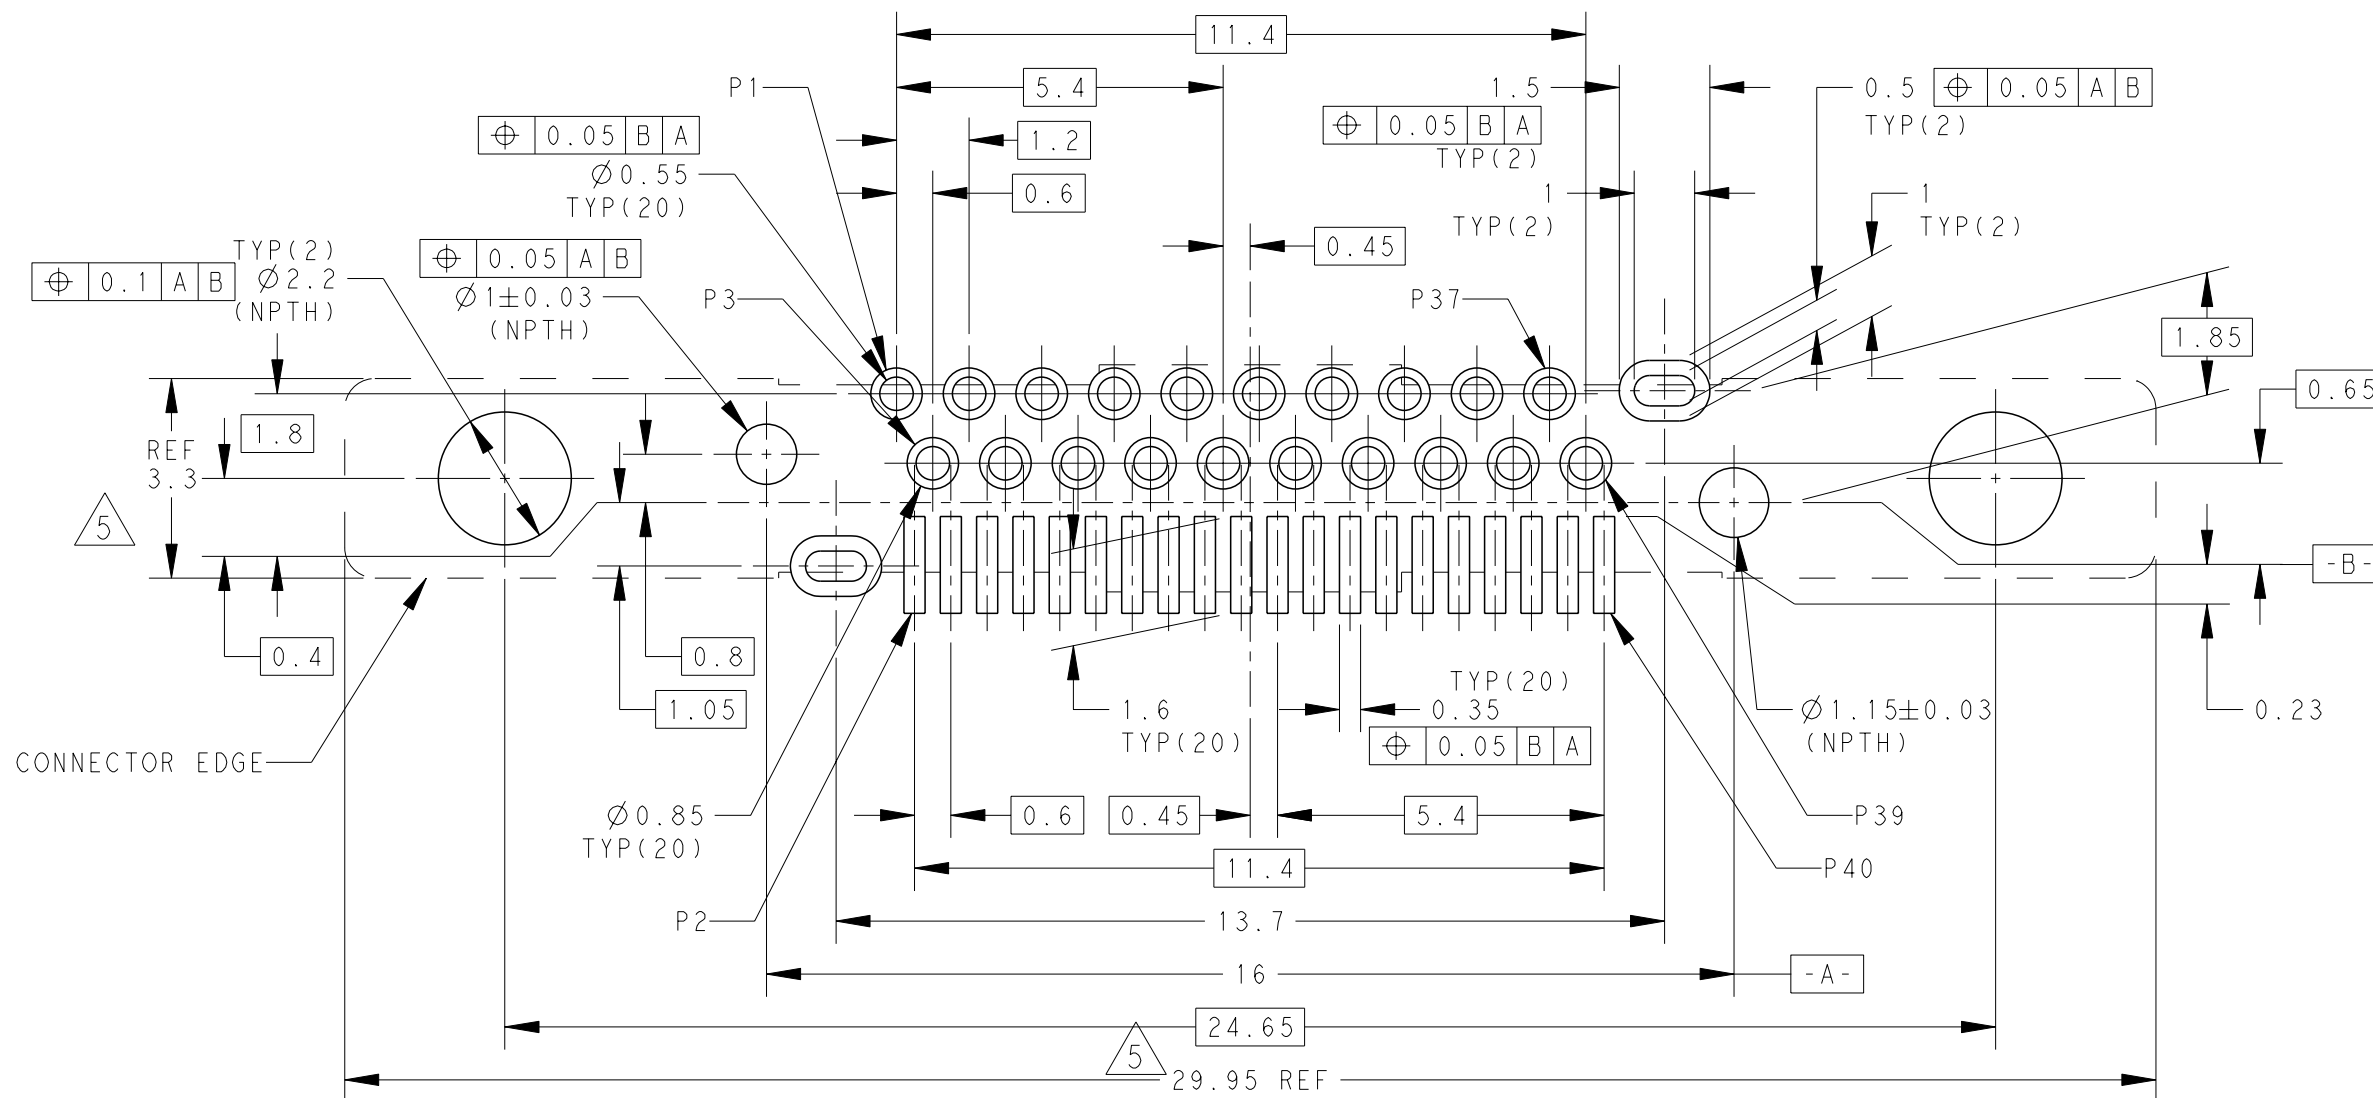 11.4
P1
5.4
1.5
0.5 ⌖ 0.05 A B
TYP(2)
⌖ 0.05 B A
1.2
⌖ 0.05 B A
TYP(2)
Ø0.55
TYP(20)
0.6
1
TYP(2)
1
TYP(2)
TYP(2)
⌖ 0.1 A B Ø2.2
(NPTH)
⌖ 0.05 A B
Ø1±0.03
(NPTH)
0.45
P3
P37
1.85
0.65
1.8
REF
3.3
5
-B-
0.4
0.8
1.05
1.6
TYP(20)
TYP(20)
0.35
⌖ 0.05 B A
Ø1.15±0.03
(NPTH)
0.23
CONNECTOR EDGE
Ø0.85
TYP(20)
0.6
0.45
5.4
P39
11.4
P40
P2
13.7
16
-A-
24.65
5
29.95 REF